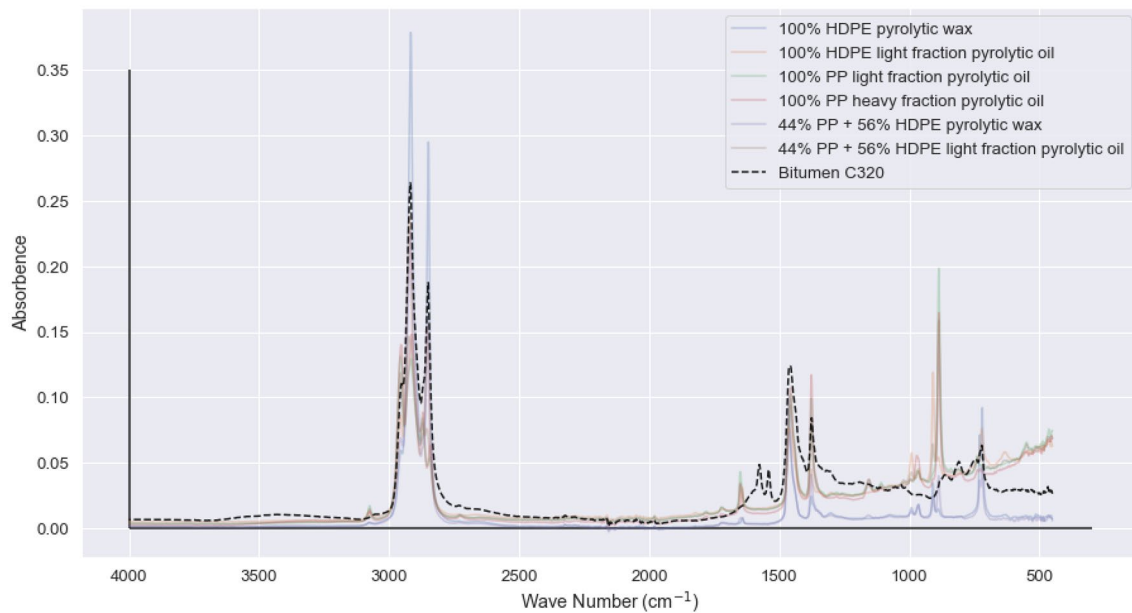 100% HDPE pyrolytic wax
100% HDPE light fraction pyrolytic oil
100% PP light fraction pyrolytic oil
100% PP heavy fraction pyrolytic oil
44% PP + 56% HDPE pyrolytic wax
44% PP + 56% HDPE light fraction pyrolytic oil
Bitumen C320
Absorbence
0.35
0.30
0.25
0.20
0.15
0.10
0.05
0.00
4000 3500 3000 2500 2000 1500 1000 500
Wave Number (cm⁻¹)